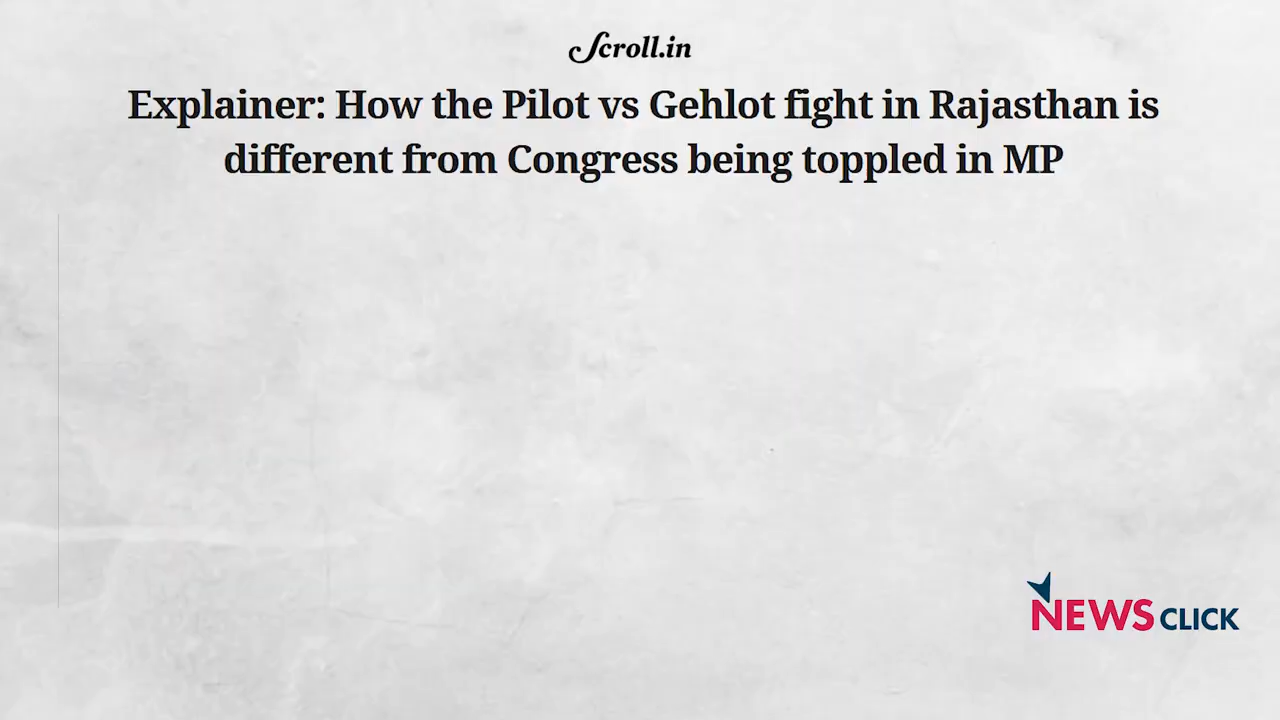 Scroll.in
Explainer: How the Pilot vs Gehlot fight in Rajasthan is
different from Congress being toppled in MP
NEWS CLICK